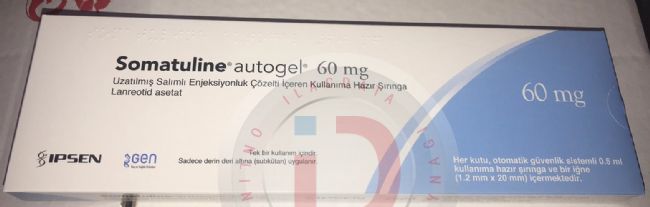 Somatuline® autogel® 60 mg
Uzatılmış Salımlı Enjeksiyonluk Çözelti İçeren Kullanıma Hazır Şırınga
Lanreotid asetat
60 mg
IPSEN
GEN
Tek bir kullanım içindir.
Sadece derin deri altına (subkütan) uygulanır.
Her kutu, otomatik güvenlik sistemli 0.5 ml
kullanıma hazır şırınga ve bir iğne
(1.2 mm x 20 mm) içermektedir.